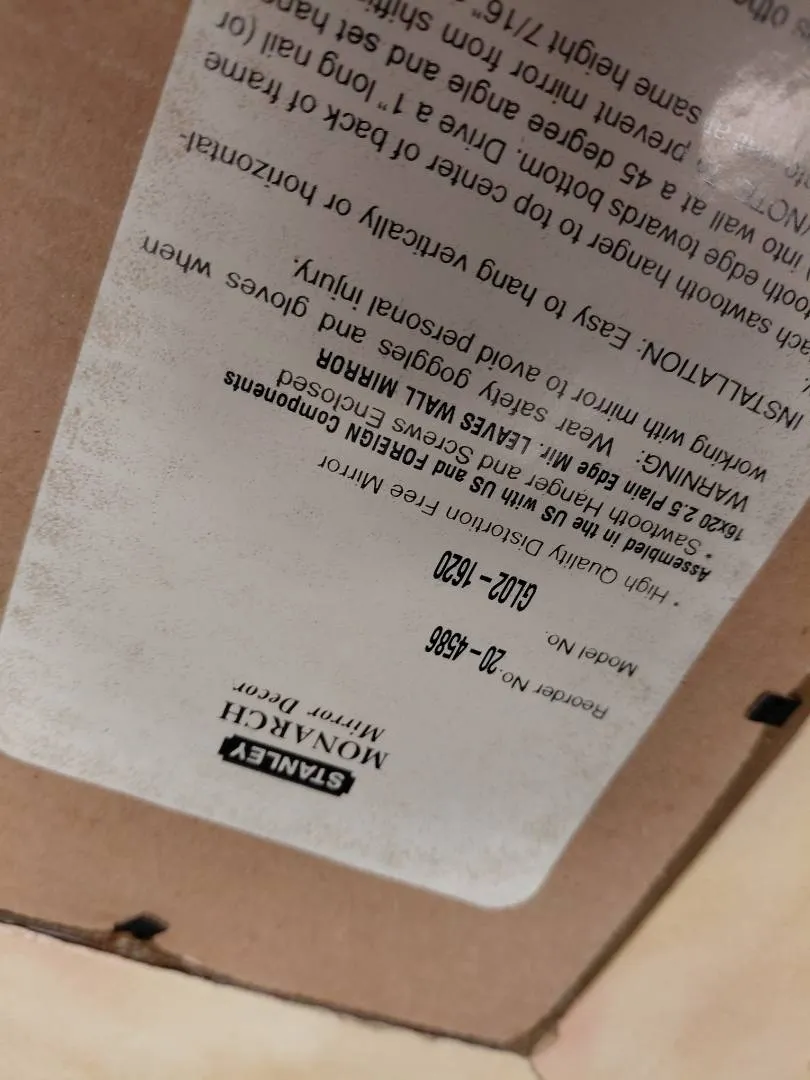 STANLEY
MONARCH
Mirror Decor
Reorder No. 20-4586
Model No. GL02-1620
• High Quality Distortion Free Mirror
Assembled in the US with US and FOREIGN Components
• Sawtooth Hanger and Screws Enclosed
16x20 2.5 Plain Edge Mir. LEAVES WALL MIRROR
WARNING: Wear safety goggles and gloves when
working with mirror to avoid personal injury.
INSTALLATION: Easy to hang vertically or horizontal-
sawtooth hanger to top center of back of frame
edge towards bottom. Drive a 1" long nail (or
into wall at a 45 degree angle and set
prevent mirror from
same height 7/16"